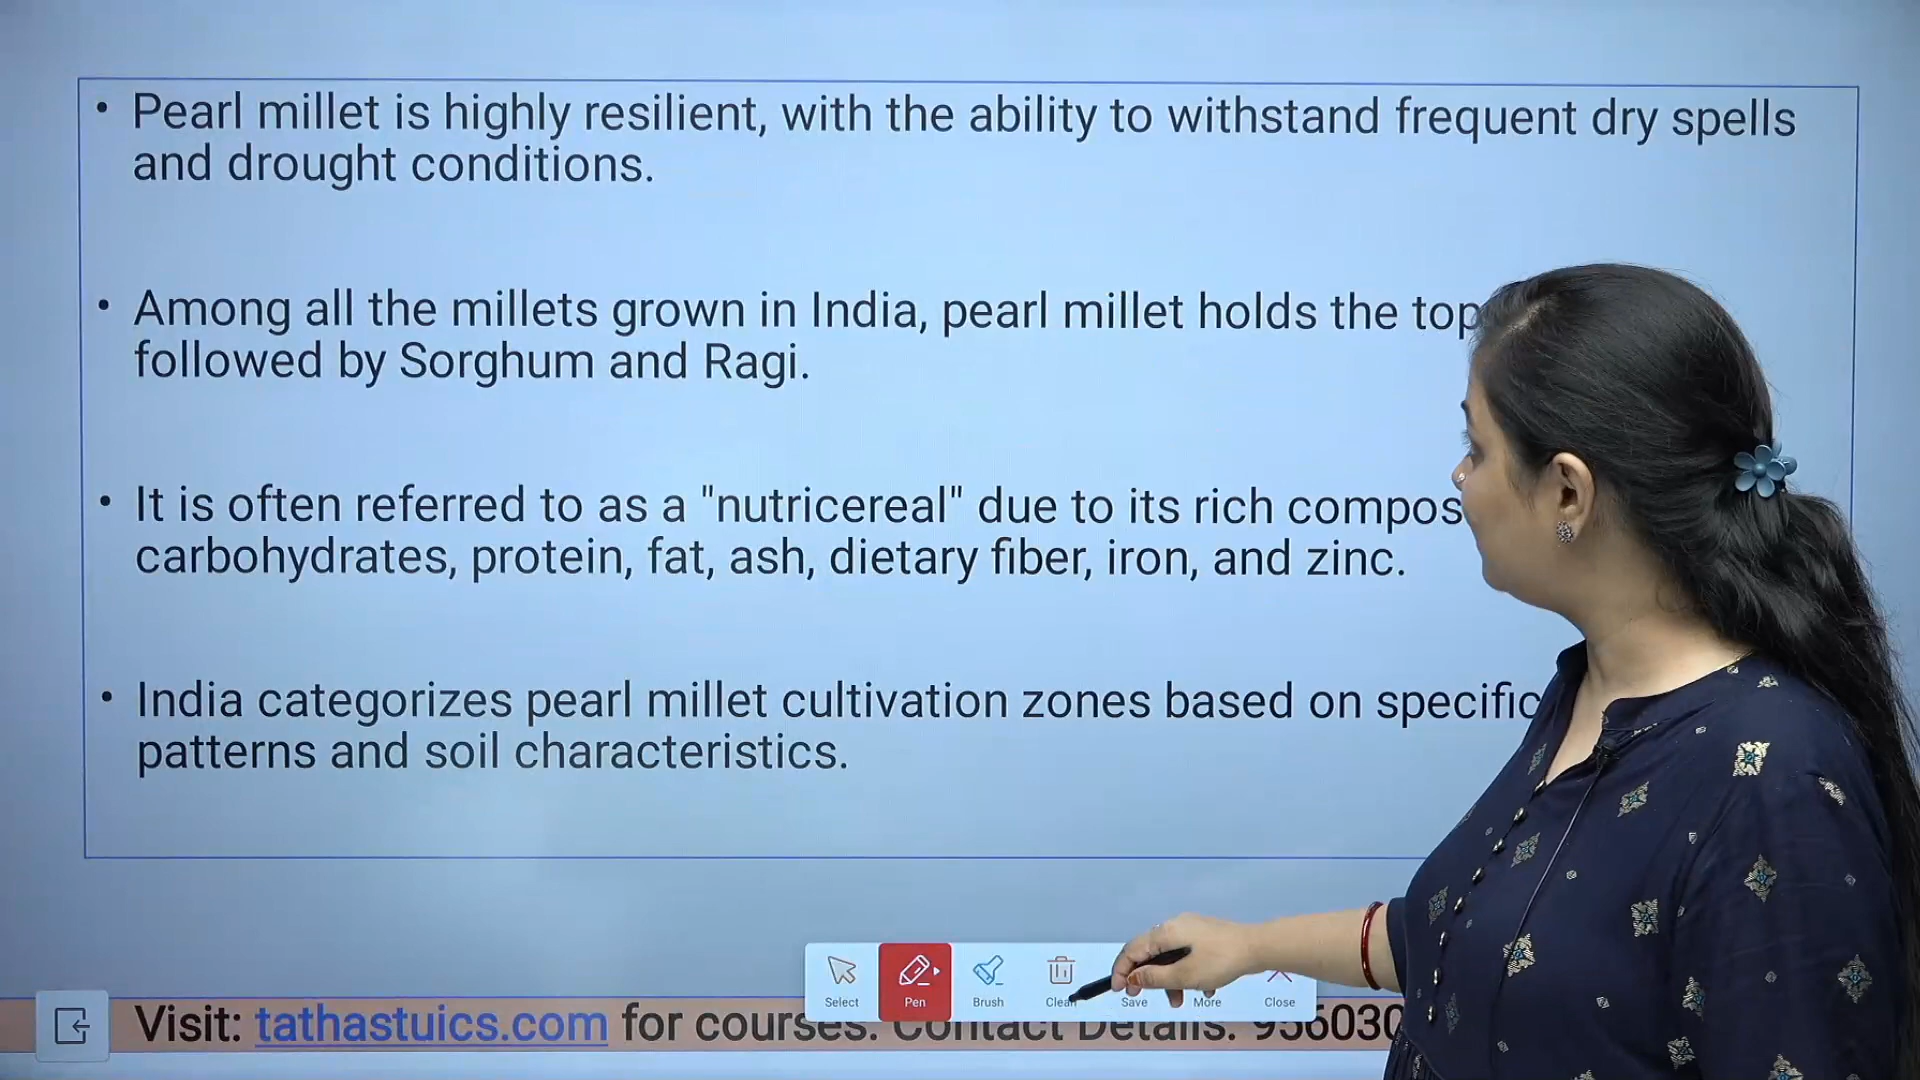 • Pearl millet is highly resilient, with the ability to withstand frequent dry spells
and drought conditions.
• Among all the millets grown in India, pearl millet holds the top
followed by Sorghum and Ragi.
• It is often referred to as a "nutricereal" due to its rich compos
carbohydrates, protein, fat, ash, dietary fiber, iron, and zinc.
• India categorizes pearl millet cultivation zones based on specific
patterns and soil characteristics.
Select Pen Brush Clean Save More Close
Visit: tathastuics.com for courses. Contact Details: 956030